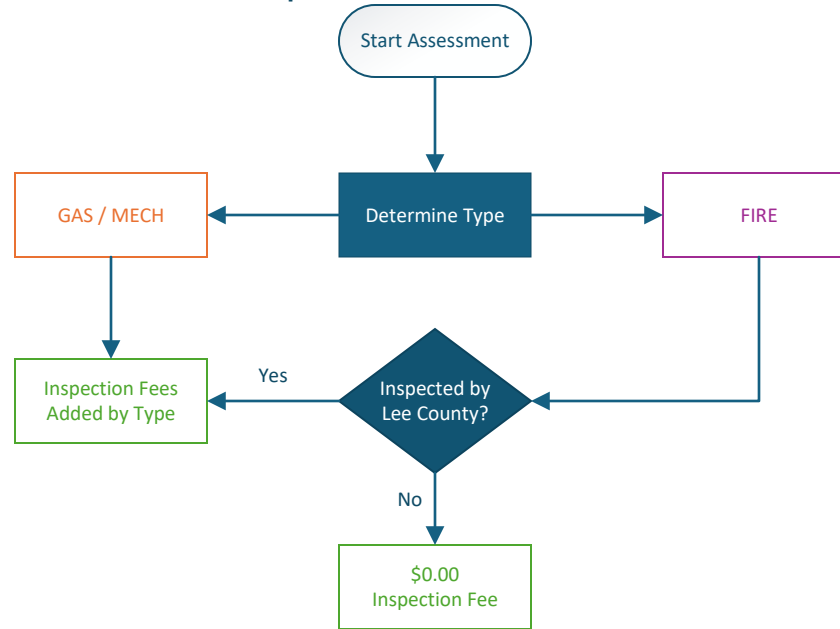 Start Assessment
GAS / MECH
Determine Type
FIRE
Inspection Fees
Added by Type
Yes
Inspected by
Lee County?
No
$0.00
Inspection Fee